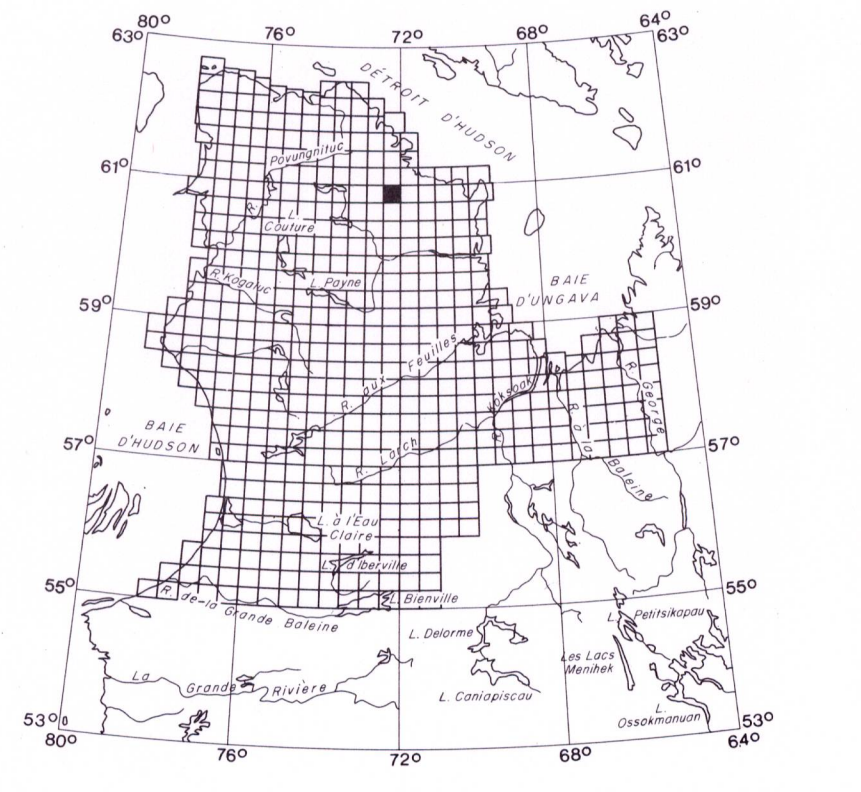 80°
76°
72°
68°
64°
63°
63°
DÉTROIT
D'HUDSON
Povungnituc
61°
61°
R.
L.
Couture
R. Kogaluc
L. Payne
BAIE
D'UNGAVA
59°
59°
R. aux Feuilles
Koksoak
R.
R. George
BAIE
D'HUDSON
57°
R. Larch
R. à la
Baleine
57°
L. à l'Eau
Claire
L. d'Iberville
55°
R. de-la Grande Baleine
L. Bienville
55°
L. Delorme
L. Petitsikapau
Les Lacs
Menihek
La Grande Rivière
L. Caniapiscau
L.
Ossokmanuan
53°
53°
80°
76°
72°
68°
64°